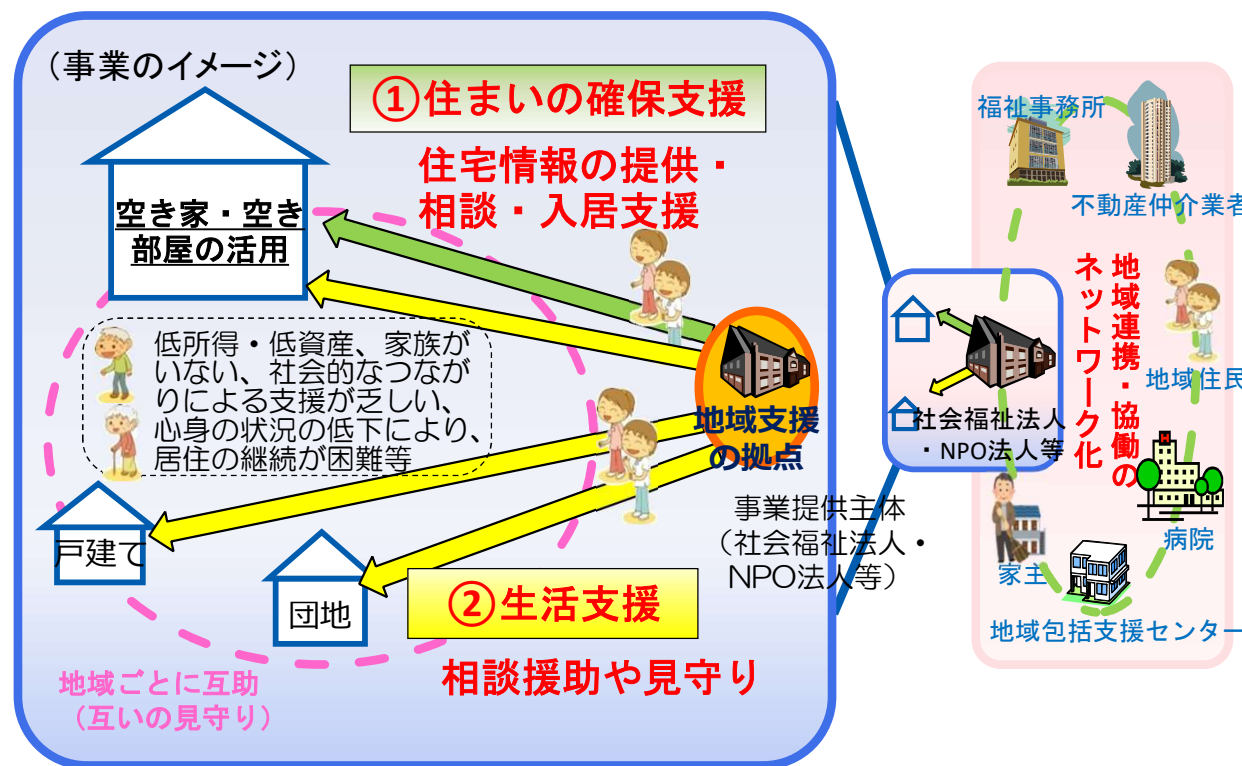 （事業のイメージ）
①住まいの確保支援
住宅情報の提供・
相談・入居支援
空き家・空き
部屋の活用
低所得・低資産、家族が
いない、社会的なつなが
りによる支援が乏しい、
心身の状況の低下により、
居住の継続が困難等
地域支援
の拠点
事業提供主体
（社会福祉法人・
NPO法人等）
戸建て
団地
②生活支援
相談援助や見守り
地域ごとに互助
（互いの見守り）
福祉事務所
不動産仲介業者
地域連携・協働の
ネットワーク化
地域住民
社会福祉法人
・NPO法人等
病院
家主
地域包括支援センター